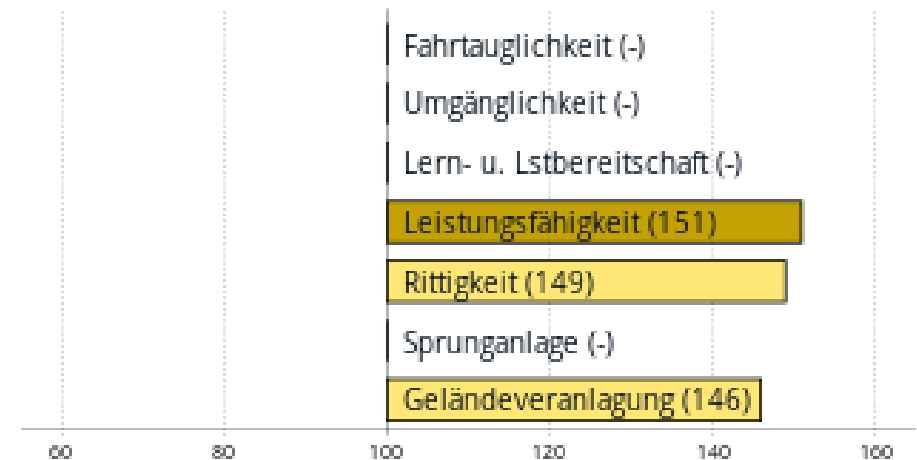 Fahrtauglichkeit (-)
Umgänglichkeit (-)
Lern- u. Lstbereitschaft (-)
Leistungsfähigkeit (151)
Rittigkeit (149)
Sprunganlage (-)
Geländeveranlagung (146)
60 80 100 120 140 160